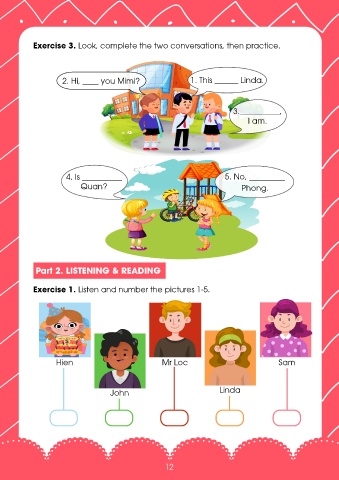 Exercise 3. Look, complete the two conversations, then practice.
2. Hi, ____ you Mimi?
1. This ______ Linda.
3.__________,
I am.
4. Is ________
Quan?
5. No, ________
Phong.
Part 2. LISTENING & READING
Exercise 1. Listen and number the pictures 1-5.
Hien
Mr Loc
Sam
John
Linda
12